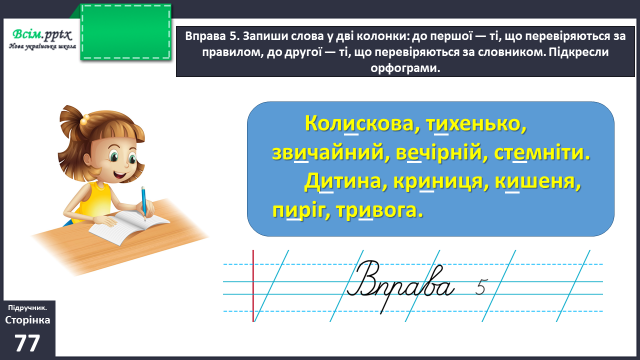 Всім.pptx
Нова українська школа
Вправа 5. Запиши слова у дві колонки: до першої — ті, що перевіряються за
правилом, до другої — ті, що перевіряються за словником. Підкресли
орфограми.
Колискова, тихенько,
звичайний, вечірній, стемніти.
Дитина, криниця, кишеня,
пиріг, тривога.
Вправа 5
Підручник.
Сторінка
77